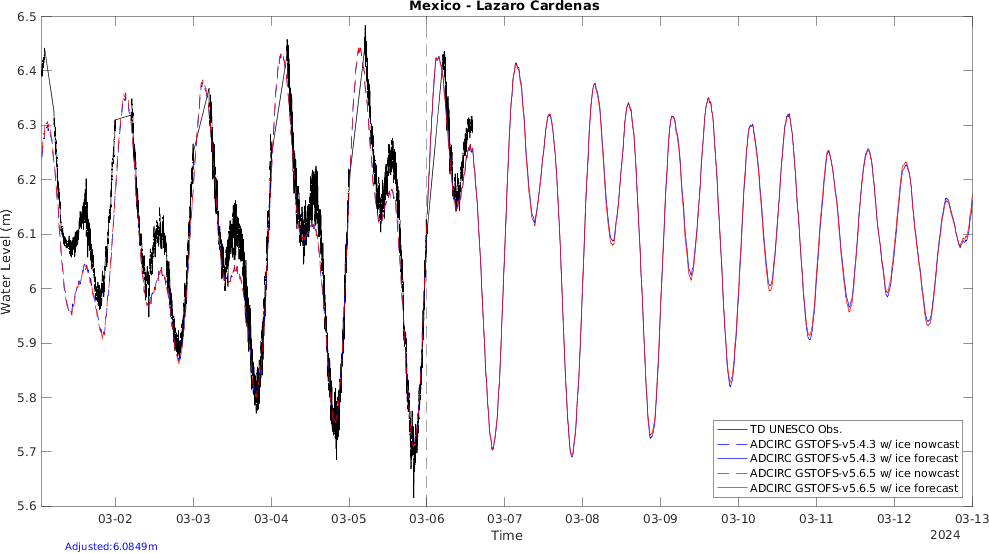 Mexico - Lazaro Cardenas
Water Level (m)
6.5
6.4
6.3
6.2
6.1
6
5.9
5.8
5.7
5.6
TD UNESCO Obs.
ADCIRC GSTOFS-v5.4.3 w/ ice nowcast
ADCIRC GSTOFS-v5.4.3 w/ ice forecast
ADCIRC GSTOFS-v5.6.5 w/ ice nowcast
ADCIRC GSTOFS-v5.6.5 w/ ice forecast
03-02 03-03 03-04 03-05 03-06 03-07 03-08 03-09 03-10 03-11 03-12 03-13
Time
2024
Adjusted:6.0849m